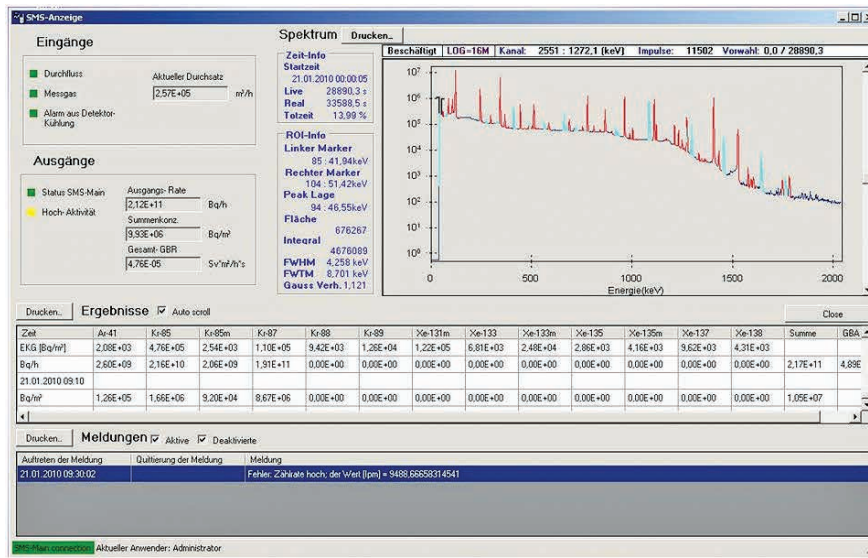 SMS-Anzeige
Eingänge
Durchfluss
Messgas
Alarm aus Detektor-
Kühlung
Aktueller Durchsatz
2,57E+05 m³/h
Ausgänge
Status SMS-Main
Hoch- Aktivität
Ausgangs- Rate
2,12E+11 Bq/h
Summenkonz.
9,93E+06 Bq/m³
Gesamt- GBR
4,76E-05 Sv*m³/h*s
Spektrum Drucken...
Zeit-Info
Startzeit
21.01.2010 00:00:05
Live 28890,3 s
Real 33588,5 s
Totzeit 13,99 %
ROI-Info
Linker Marker
85 : 41,94keV
Rechter Marker
104 : 51,42keV
Peak Lage
94 : 46,55keV
Fläche
676267
Integral
4676089
FWHM 4,258 keV
FWTM 8,701 keV
Gauss Verh. 1,121
Beschäftigt LOG=16M Kanal: 2551 : 1272,1 (keV) Impulse: 11502 Vorwahl: 0,0 / 28890,3
10⁷
10⁶
10⁵
10⁴
10³
10²
10¹
10⁰
0 500 1000 1500 2000
Energie(keV)
Drucken... Ergebnisse Auto scroll Close
Zeit Ar-41 Kr-85 Kr-85m Kr-87 Kr-88 Kr-89 Xe-131m Xe-133 Xe-133m Xe-135 Xe-135m Xe-137 Xe-138 Summe GBA
EKG [Bq/m³] 2,08E+03 4,76E+05 2,54E+03 1,10E+05 9,42E+03 1,26E+04 1,22E+05 6,81E+03 2,48E+04 2,86E+03 4,16E+03 9,62E+03 4,31E+03
Bq/h 2,60E+09 2,16E+10 2,06E+09 1,91E+11 0,00E+00 0,00E+00 0,00E+00 0,00E+00 0,00E+00 0,00E+00 0,00E+00 0,00E+00 0,00E+00 2,17E+11 4,89E
21.01.2010 09:10
Bq/m³ 1,26E+05 1,66E+06 9,20E+04 8,67E+06 0,00E+00 0,00E+00 0,00E+00 0,00E+00 0,00E+00 0,00E+00 0,00E+00 0,00E+00 0,00E+00 1,05E+07
Drucken... Meldungen Aktive Deaktivierte
Auftreten der Meldung Quittierung der Meldung Meldung
21.01.2010 09:30:02 Fehler: Zählrate hoch; der Wert [Ipm] = 9488,66658314541
SMS-Main connection Aktueller Anwender: Administrator